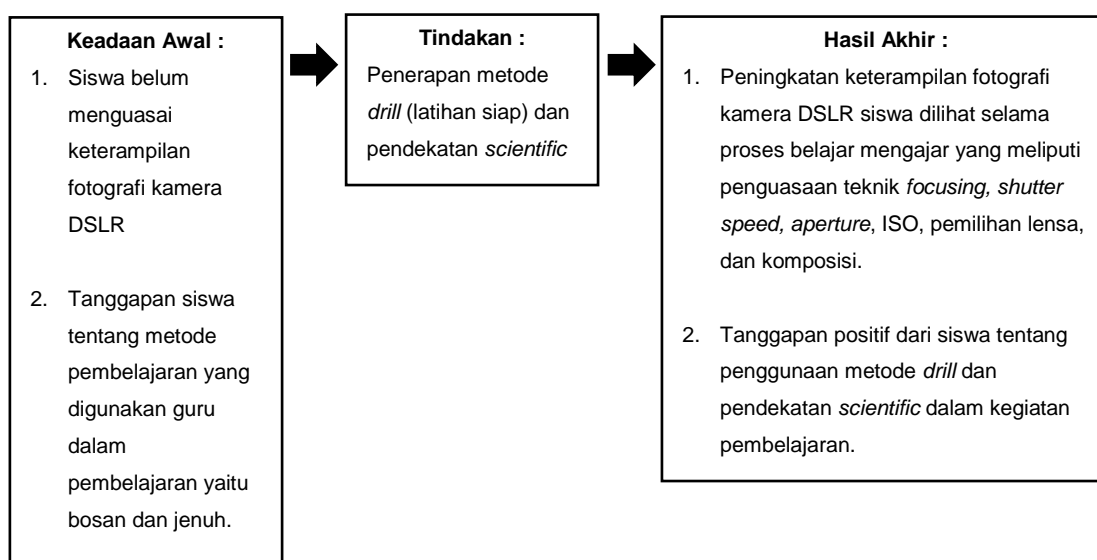 Keadaan Awal :
1. Siswa belum
menguasai
keterampilan
fotografi kamera
DSLR
2. Tanggapan siswa
tentang metode
pembelajaran yang
digunakan guru
dalam
pembelajaran yaitu
bosan dan jenuh.
Tindakan :
Penerapan metode
drill (latihan siap) dan
pendekatan scientific
Hasil Akhir :
1. Peningkatan keterampilan fotografi
kamera DSLR siswa dilihat selama
proses belajar mengajar yang meliputi
penguasaan teknik focusing, shutter
speed, aperture, ISO, pemilihan lensa,
dan komposisi.
2. Tanggapan positif dari siswa tentang
penggunaan metode drill dan
pendekatan scientific dalam kegiatan
pembelajaran.